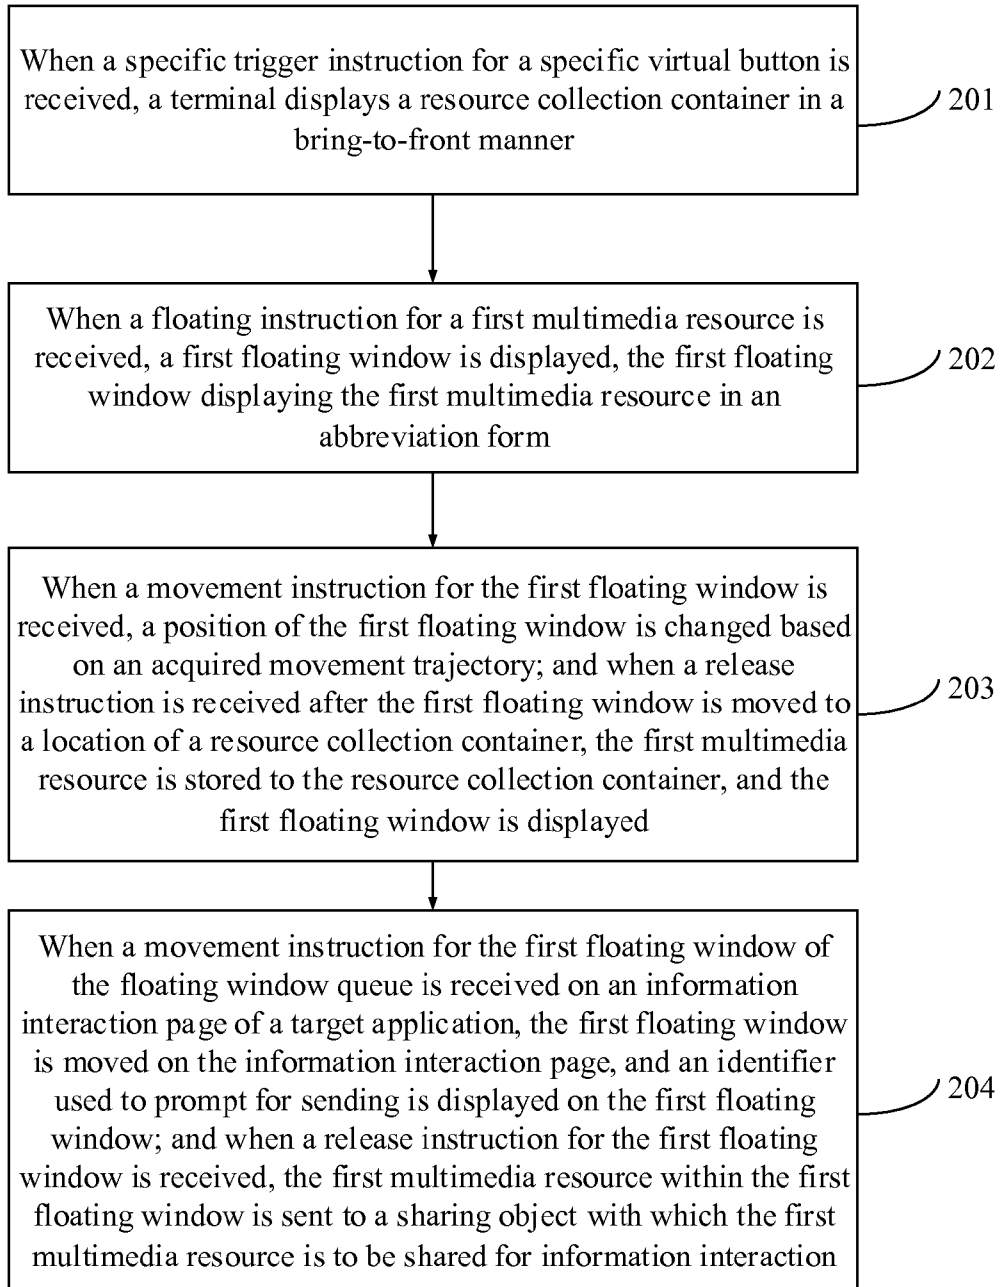 When a specific trigger instruction for a specific virtual button is
received, a terminal displays a resource collection container in a
bring-to-front manner
201
When a floating instruction for a first multimedia resource is
received, a first floating window is displayed, the first floating
window displaying the first multimedia resource in an
abbreviation form
202
When a movement instruction for the first floating window is
received, a position of the first floating window is changed based
on an acquired movement trajectory; and when a release
instruction is received after the first floating window is moved to
a location of a resource collection container, the first multimedia
resource is stored to the resource collection container, and the
first floating window is displayed
203
When a movement instruction for the first floating window of
the floating window queue is received on an information
interaction page of a target application, the first floating window
is moved on the information interaction page, and an identifier
used to prompt for sending is displayed on the first floating
window; and when a release instruction for the first floating
window is received, the first multimedia resource within the first
floating window is sent to a sharing object with which the first
multimedia resource is to be shared for information interaction
204